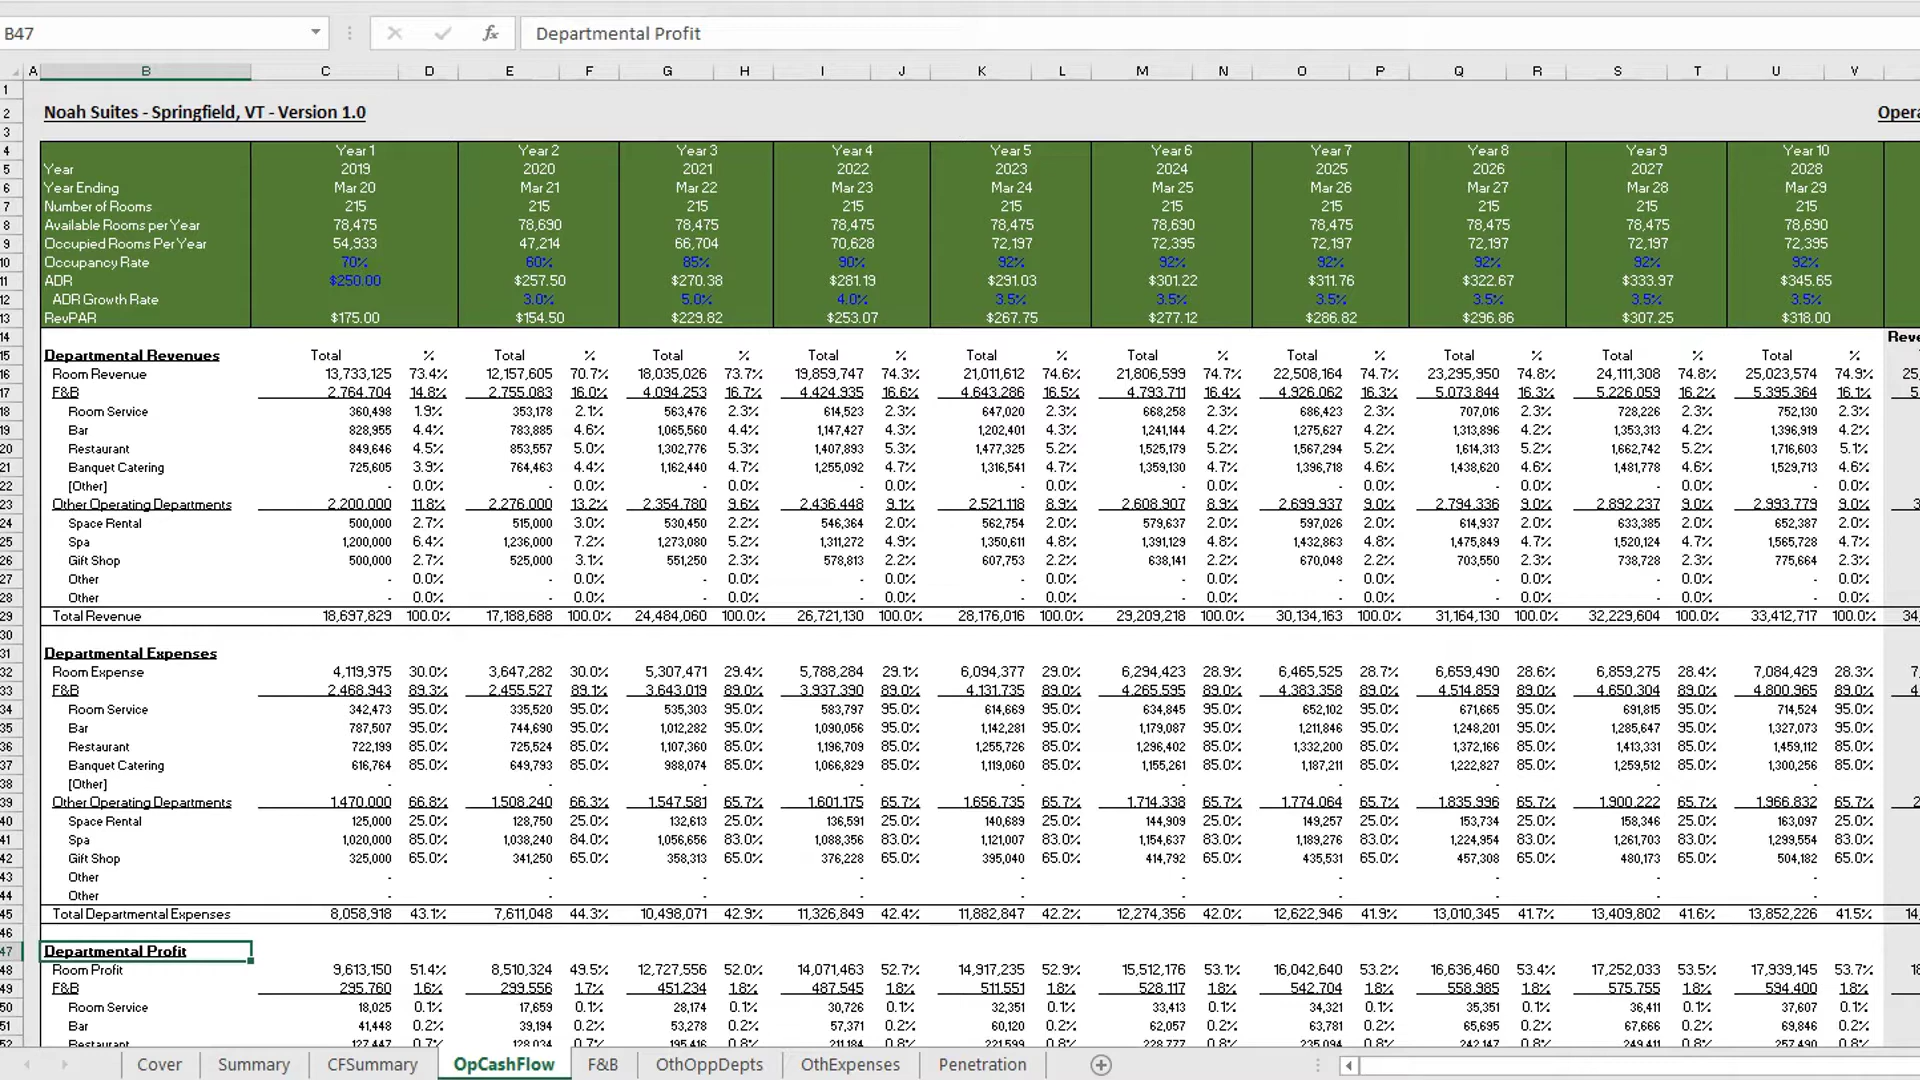 B47 fx Departmental Profit
A B C D E F G H I J K L M N O P Q R S T U V
Noah Suites - Springfield, VT - Version 1.0
Year 1 Year 2 Year 3 Year 4 Year 5 Year 6 Year 7 Year 8 Year 9 Year 10
Year 2019 2020 2021 2022 2023 2024 2025 2026 2027 2028
Year Ending Mar 20 Mar 21 Mar 22 Mar 23 Mar 24 Mar 25 Mar 26 Mar 27 Mar 28 Mar 29
Number of Rooms 215 215 215 215 215 215 215 215 215 215
Available Rooms per Year 78,475 78,690 78,475 78,475 78,475 78,690 78,475 78,475 78,475 78,690
Occupied Rooms Per Year 54,933 47,214 66,704 70,628 72,197 72,395 72,197 72,197 72,197 72,395
Occupancy Rate 70% 60% 85% 90% 92% 92% 92% 92% 92% 92%
ADR $250.00 $257.50 $270.38 $281.19 $291.03 $301.22 $311.76 $322.67 $333.97 $345.65
ADR Growth Rate 3.0% 5.0% 4.0% 3.5% 3.5% 3.5% 3.5% 3.5% 3.5%
RevPAR $175.00 $154.50 $229.82 $253.07 $267.75 $277.12 $286.82 $296.86 $307.25 $318.00
Departmental Revenues Total % Total % Total % Total % Total % Total % Total % Total % Total % Total %
Room Revenue 13,733,125 73.4% 12,157,605 70.7% 18,035,026 73.7% 19,859,747 74.3% 21,011,612 74.6% 21,806,599 74.7% 22,508,164 74.7% 23,295,950 74.8% 24,111,308 74.8% 25,023,574 74.9%
F&B 2,764,704 14.8% 2,755,083 16.0% 4,094,253 16.7% 4,424,935 16.6% 4,643,286 16.5% 4,793,711 16.4% 4,926,062 16.3% 5,073,844 16.3% 5,226,059 16.2% 5,395,364 16.1%
Room Service 360,498 1.9% 353,178 2.1% 563,476 2.3% 614,523 2.3% 647,020 2.3% 668,258 2.3% 686,423 2.3% 707,016 2.3% 728,226 2.3% 752,130 2.3%
Bar 828,955 4.4% 783,885 4.6% 1,065,560 4.4% 1,147,427 4.3% 1,202,401 4.3% 1,241,144 4.2% 1,275,627 4.2% 1,313,896 4.2% 1,353,313 4.2% 1,396,919 4.2%
Restaurant 849,646 4.5% 853,557 5.0% 1,302,776 5.3% 1,407,893 5.3% 1,477,325 5.2% 1,525,179 5.2% 1,567,294 5.2% 1,614,313 5.2% 1,662,742 5.2% 1,716,603 5.1%
Banquet Catering 725,605 3.9% 764,463 4.4% 1,162,440 4.7% 1,255,092 4.7% 1,316,541 4.7% 1,359,130 4.7% 1,396,718 4.6% 1,438,620 4.6% 1,481,778 4.6% 1,529,713 4.6%
[Other] - 0.0% - 0.0% - 0.0% - 0.0% - 0.0% - 0.0% - 0.0% - 0.0% - 0.0% - 0.0%
Other Operating Departments 2,200,000 11.8% 2,276,000 13.2% 2,354,780 9.6% 2,436,448 9.1% 2,521,118 8.9% 2,608,907 8.9% 2,699,937 9.0% 2,794,336 9.0% 2,892,237 9.0% 2,993,779 9.0%
Space Rental 500,000 2.7% 515,000 3.0% 530,450 2.2% 546,364 2.0% 562,754 2.0% 579,637 2.0% 597,026 2.0% 614,937 2.0% 633,385 2.0% 652,387 2.0%
Spa 1,200,000 6.4% 1,236,000 7.2% 1,273,080 5.2% 1,311,272 4.9% 1,350,611 4.8% 1,391,129 4.8% 1,432,863 4.8% 1,475,849 4.7% 1,520,124 4.7% 1,565,728 4.7%
Gift Shop 500,000 2.7% 525,000 3.1% 551,250 2.3% 578,813 2.2% 607,753 2.2% 638,141 2.2% 670,048 2.2% 703,550 2.3% 738,728 2.3% 775,664 2.3%
Other - 0.0% - 0.0% - 0.0% - 0.0% - 0.0% - 0.0% - 0.0% - 0.0% - 0.0% - 0.0%
Other - 0.0% - 0.0% - 0.0% - 0.0% - 0.0% - 0.0% - 0.0% - 0.0% - 0.0% - 0.0%
Total Revenue 18,697,829 100.0% 17,188,688 100.0% 24,484,060 100.0% 26,721,130 100.0% 28,176,016 100.0% 29,209,218 100.0% 30,134,163 100.0% 31,164,130 100.0% 32,229,604 100.0% 33,412,717 100.0%
Departmental Expenses
Room Expense 4,119,975 30.0% 3,647,282 30.0% 5,307,471 29.4% 5,788,284 29.1% 6,094,377 29.0% 6,294,423 28.9% 6,465,525 28.7% 6,659,490 28.6% 6,859,275 28.4% 7,084,429 28.3%
F&B 2,468,943 89.3% 2,455,527 89.1% 3,643,019 89.0% 3,937,390 89.0% 4,131,735 89.0% 4,265,595 89.0% 4,383,358 89.0% 4,514,859 89.0% 4,650,304 89.0% 4,800,965 89.0%
Room Service 342,473 95.0% 335,520 95.0% 535,303 95.0% 583,797 95.0% 614,669 95.0% 634,845 95.0% 652,102 95.0% 671,665 95.0% 691,815 95.0% 714,524 95.0%
Bar 787,507 95.0% 744,690 95.0% 1,012,282 95.0% 1,090,056 95.0% 1,142,281 95.0% 1,179,087 95.0% 1,211,846 95.0% 1,248,201 95.0% 1,285,647 95.0% 1,327,073 95.0%
Restaurant 722,199 85.0% 725,524 85.0% 1,107,360 85.0% 1,196,709 85.0% 1,255,726 85.0% 1,296,402 85.0% 1,332,200 85.0% 1,372,166 85.0% 1,413,331 85.0% 1,459,112 85.0%
Banquet Catering 616,764 85.0% 649,793 85.0% 988,074 85.0% 1,066,829 85.0% 1,119,060 85.0% 1,155,261 85.0% 1,187,211 85.0% 1,222,827 85.0% 1,259,512 85.0% 1,300,256 85.0%
[Other] - - - - - - - - - -
Other Operating Departments 1,470,000 66.8% 1,508,240 66.3% 1,547,581 65.7% 1,601,175 65.7% 1,656,735 65.7% 1,714,338 65.7% 1,774,064 65.7% 1,835,996 65.7% 1,900,222 65.7% 1,966,832 65.7%
Space Rental 125,000 25.0% 128,750 25.0% 132,613 25.0% 136,591 25.0% 140,689 25.0% 144,909 25.0% 149,257 25.0% 153,734 25.0% 158,346 25.0% 163,097 25.0%
Spa 1,020,000 85.0% 1,038,240 84.0% 1,056,656 83.0% 1,088,356 83.0% 1,121,007 83.0% 1,154,637 83.0% 1,189,276 83.0% 1,224,954 83.0% 1,261,703 83.0% 1,299,554 83.0%
Gift Shop 325,000 65.0% 341,250 65.0% 358,313 65.0% 376,228 65.0% 395,040 65.0% 414,792 65.0% 435,531 65.0% 457,308 65.0% 480,173 65.0% 504,182 65.0%
Other - - - - - - - - - -
Other - - - - - - - - - -
Total Departmental Expenses 8,058,918 43.1% 7,611,048 44.3% 10,498,071 42.9% 11,326,849 42.4% 11,882,847 42.2% 12,274,356 42.0% 12,622,946 41.9% 13,010,345 41.7% 13,409,802 41.6% 13,852,226 41.5%
Departmental Profit
Room Profit 9,613,150 51.4% 8,510,324 49.5% 12,727,556 52.0% 14,071,463 52.7% 14,917,235 52.9% 15,512,176 53.1% 16,042,640 53.2% 16,636,460 53.4% 17,252,033 53.5% 17,939,145 53.7%
F&B 295,760 1.6% 299,556 1.7% 451,234 1.8% 487,545 1.8% 511,551 1.8% 528,117 1.8% 542,704 1.8% 558,985 1.8% 575,755 1.8% 594,400 1.8%
Room Service 18,025 0.1% 17,659 0.1% 28,174 0.1% 30,726 0.1% 32,351 0.1% 33,413 0.1% 34,321 0.1% 35,351 0.1% 36,411 0.1% 37,607 0.1%
Bar 41,448 0.2% 39,194 0.2% 53,278 0.2% 57,371 0.2% 60,120 0.2% 62,057 0.2% 63,781 0.2% 65,695 0.2% 67,666 0.2% 69,846 0.2%
Restaurant 127,447 0.7% 128,034 0.7% 195,416 0.8% 211,184 0.8% 221,599 0.8% 228,777 0.8% 235,094 0.8% 242,147 0.8% 249,411 0.8% 257,490 0.8%
Cover Summary CFSummary OpCashFlow F&B OthOppDepts OthExpenses Penetration